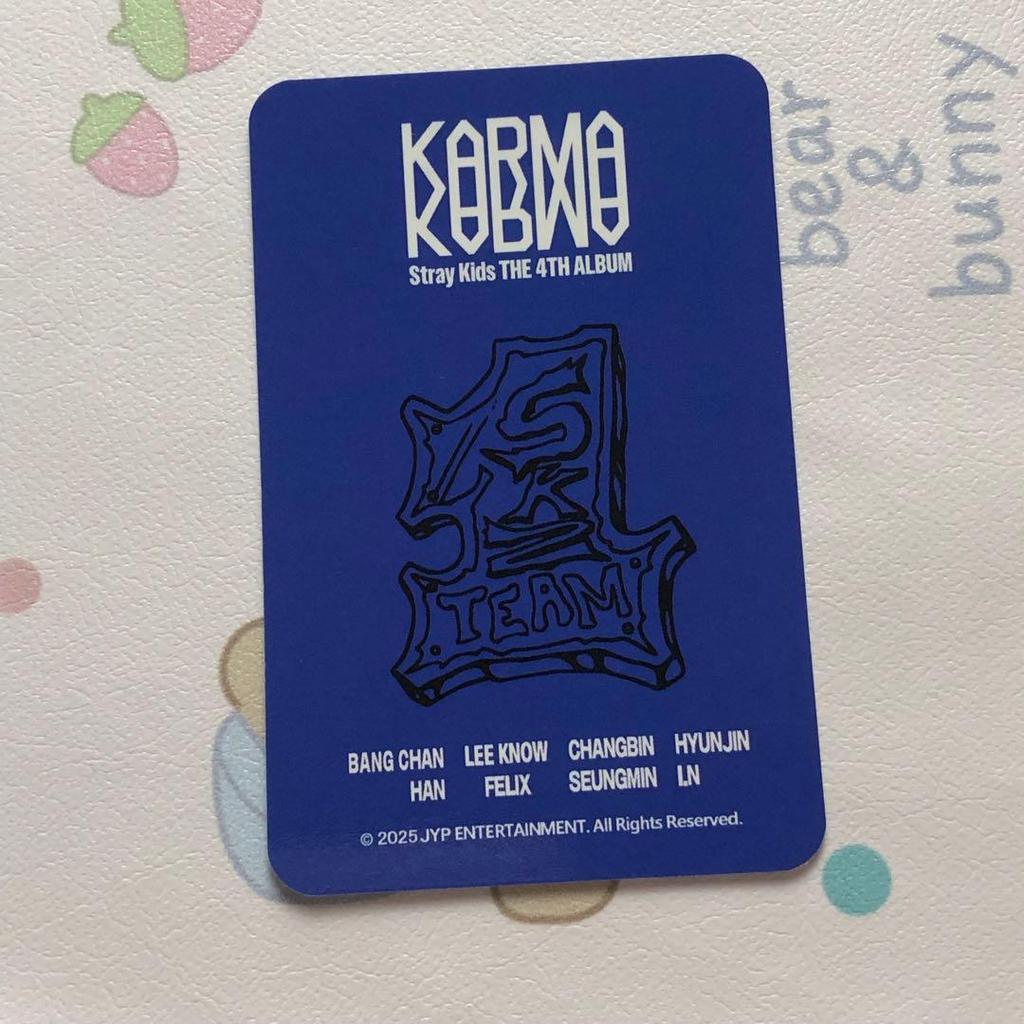 KARMA
KARMA
Stray Kids THE 4TH ALBUM
SKZ
TEAM
BANG CHAN LEE KNOW CHANGBIN HYUNJIN
HAN FELIX SEUNGMIN I.N
© 2025 JYP ENTERTAINMENT. All Rights Reserved.
bear
&
bunny